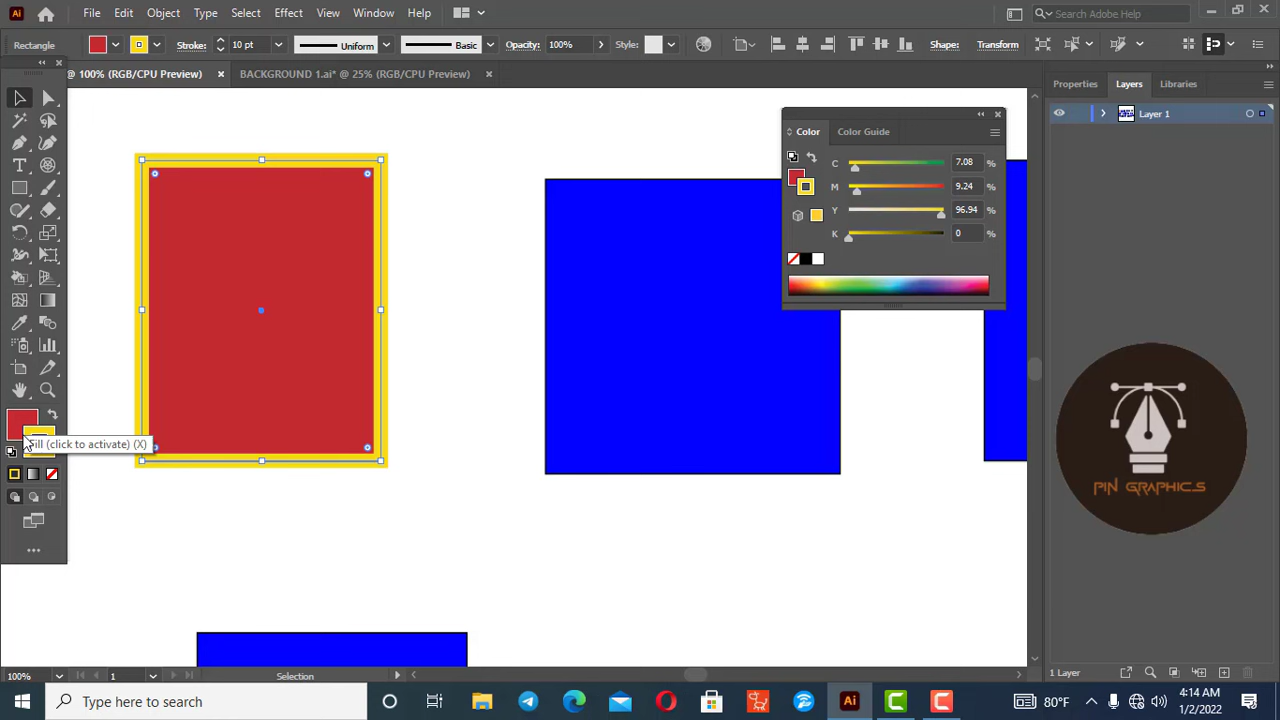 Ai File Edit Object Type Select Effect View Window Help Search Adobe Help
Rectangle Stroke: 10 pt Uniform Basic Opacity: 100% Style: Shape: Transform
@ 100% (RGB/CPU Preview) × BACKGROUND 1.ai* @ 25% (RGB/CPU Preview) ×
Properties Layers Libraries
Layer 1
Color Color Guide
C 7.08 %
M 9.24 %
Y 96.94 %
K 0 %
Fill (click to activate) (X)
PIN GRAPHICS
100% 1 Selection 1 Layer
Type here to search
Ai
80°F
4:14 AM
1/2/2022